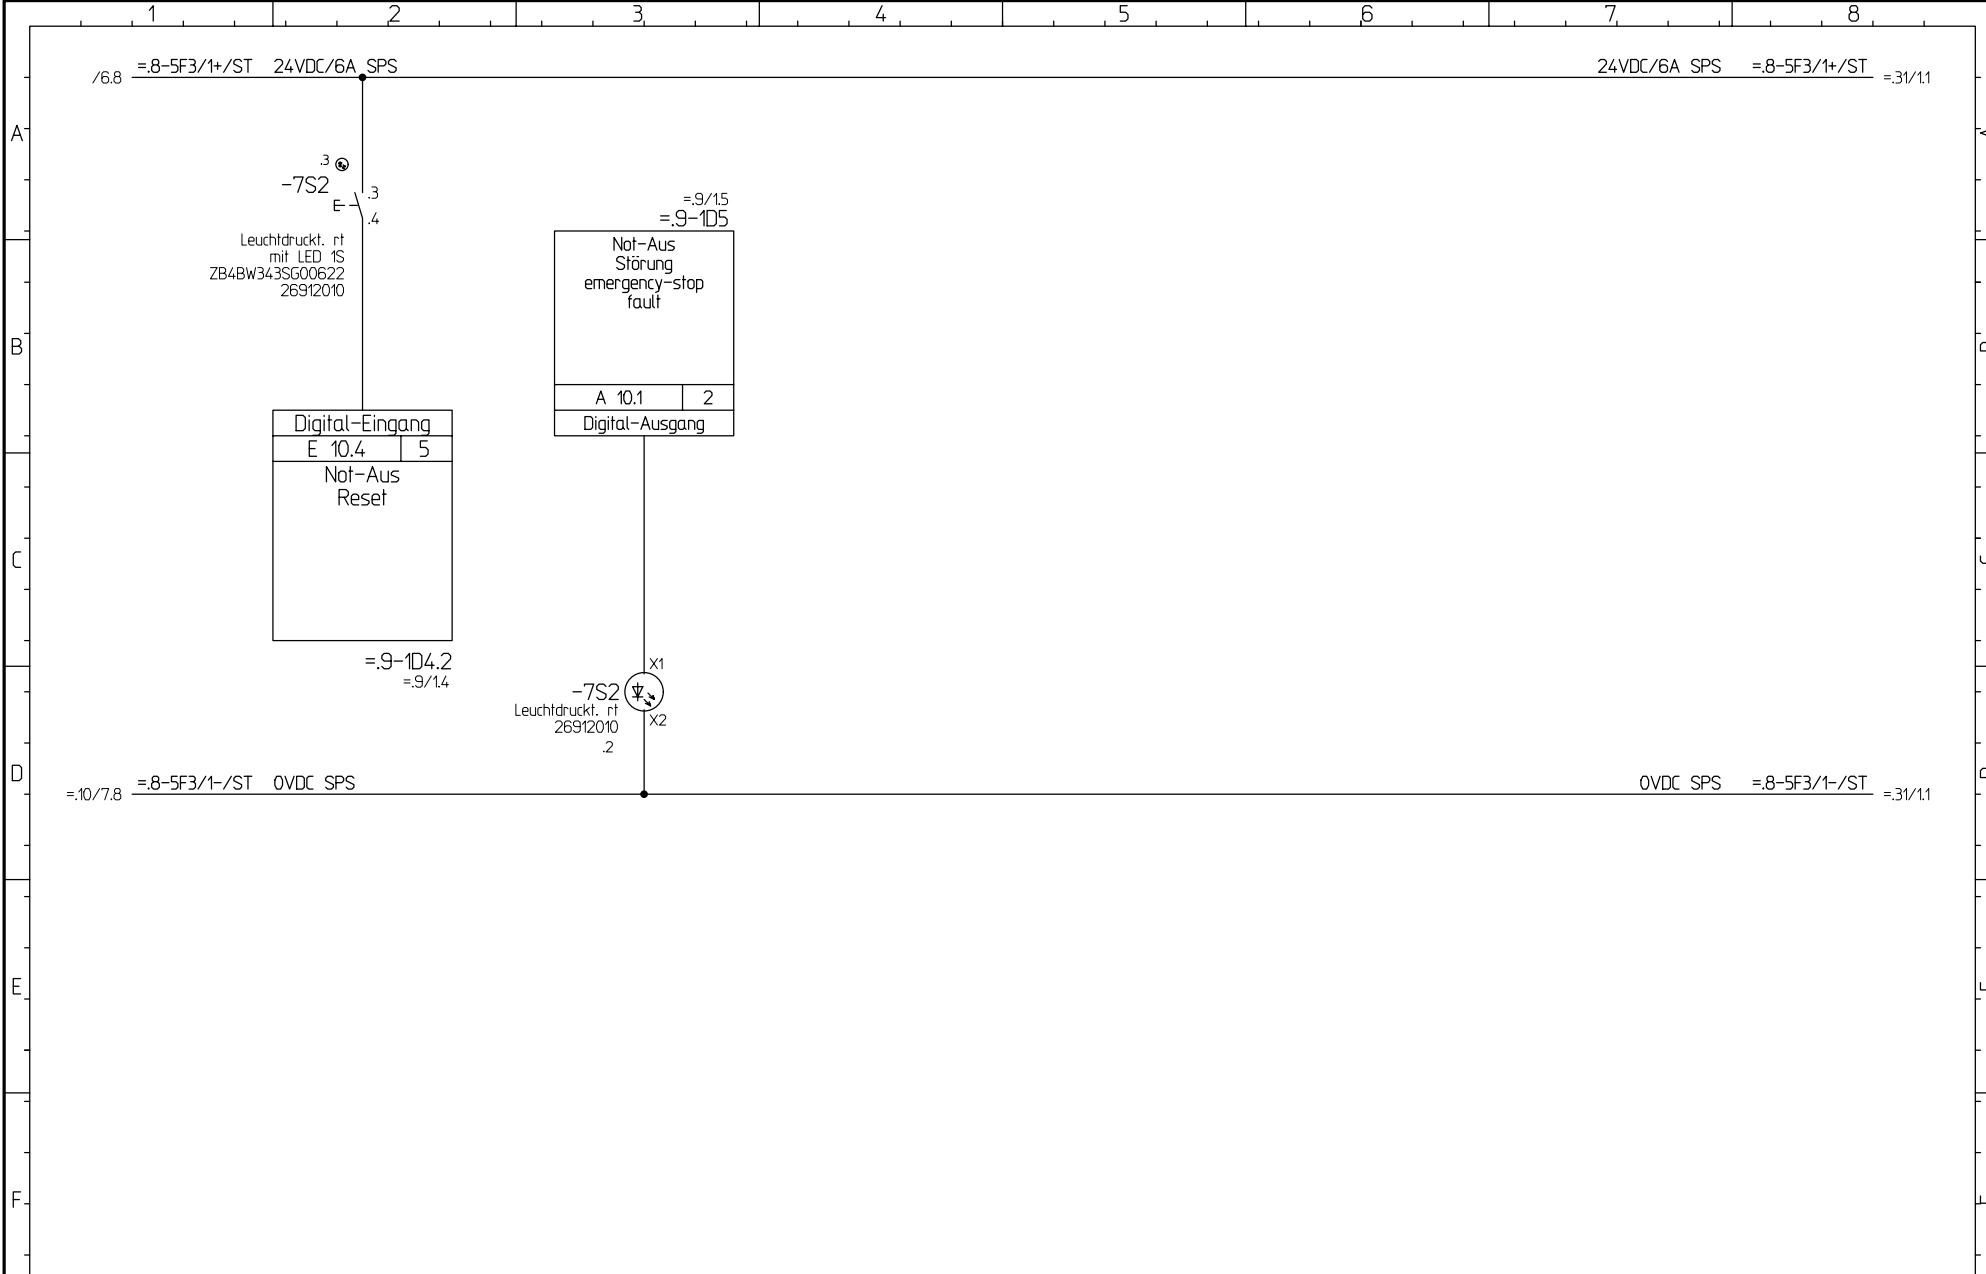 1 2 3 4 5 6 7 8
/6.8 =.8-5F3/1+/ST 24VDC/6A SPS
24VDC/6A SPS =.8-5F3/1+/ST =.31/1.1
A
.3
-7S2
.3
.4
Leuchtdruckt. rt
mit LED 1S
ZB4BW343SG00622
26912010
=.9/1.5
=.9-1D5
Not-Aus
Störung
emergency-stop
fault
B
A 10.1 2
Digital-Ausgang
Digital-Eingang
E 10.4 5
Not-Aus
Reset
C
=.9-1D4.2
=.9/1.4
X1
-7S2
Leuchtdruckt. rt
26912010
X2
.2
D
=.10/7.8 =.8-5F3/1-/ST 0VDC SPS
0VDC SPS =.8-5F3/1-/ST =.31/1.1
E
F